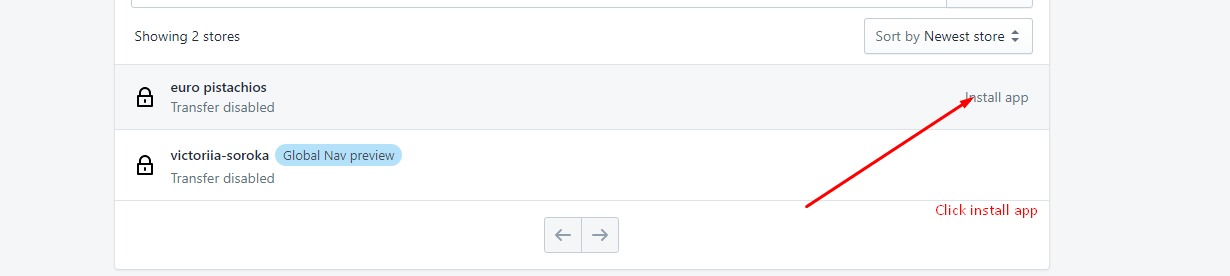 Showing 2 stores
Sort by Newest store
euro pistachios
Transfer disabled
Install app
victoriia-soroka Global Nav preview
Transfer disabled
Click install app